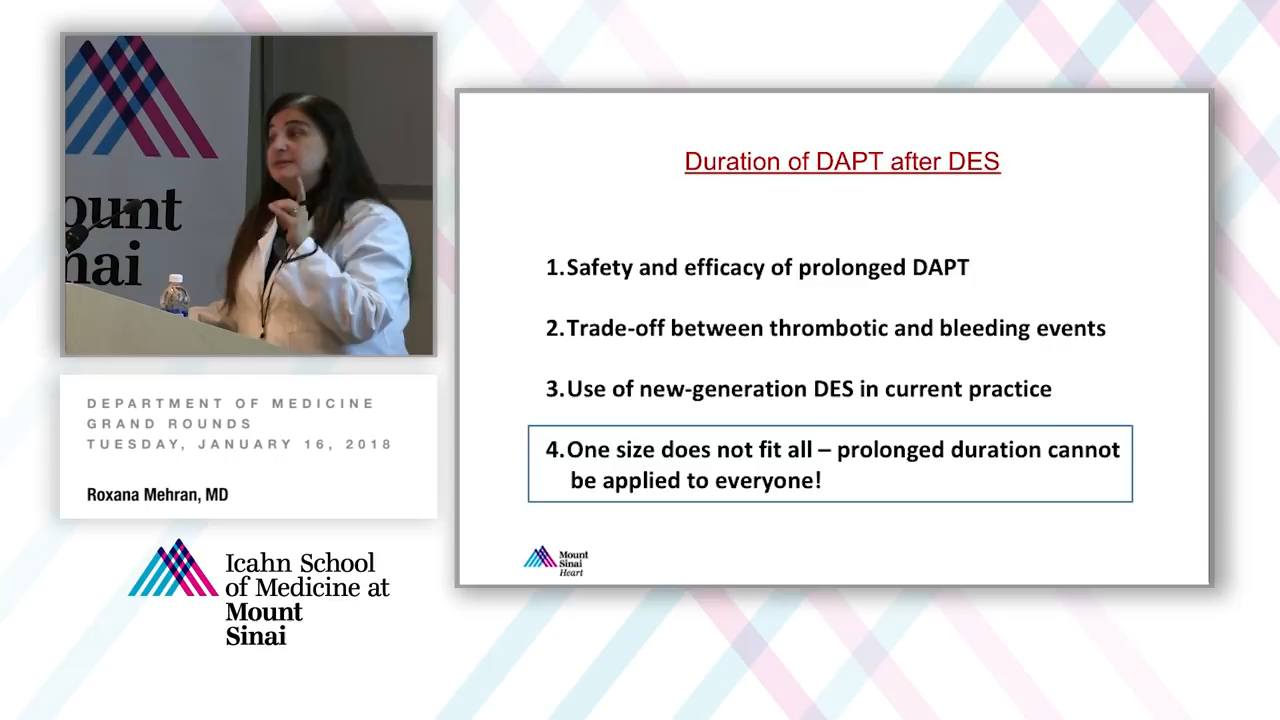 ount
nai
DEPARTMENT OF MEDICINE
GRAND ROUNDS
TUESDAY, JANUARY 16, 2018
Roxana Mehran, MD
Icahn School
of Medicine at
Mount
Sinai
Duration of DAPT after DES
1.Safety and efficacy of prolonged DAPT
2.Trade-off between thrombotic and bleeding events
3.Use of new-generation DES in current practice
4.One size does not fit all – prolonged duration cannot
be applied to everyone!
Mount
Sinai
Heart